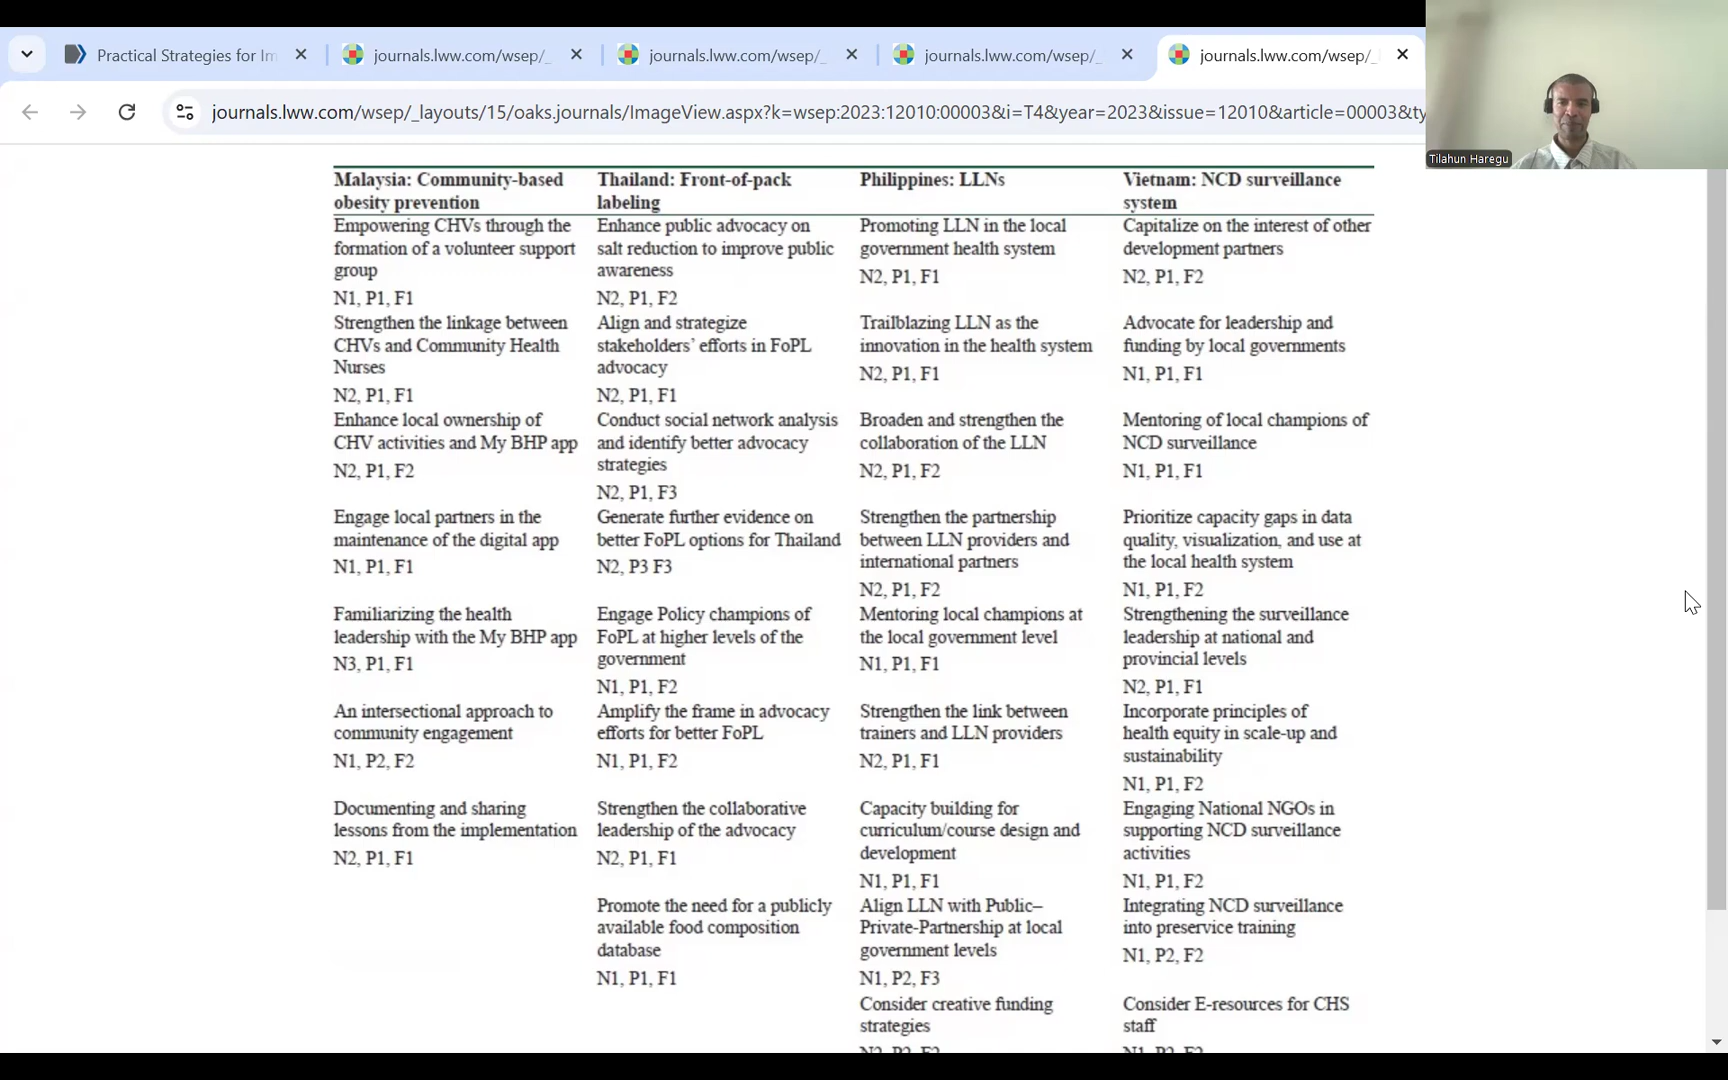 Practical Strategies for Im
journals.lww.com/wsep/_
journals.lww.com/wsep/_
journals.lww.com/wsep/_
journals.lww.com/wsep/_
journals.lww.com/wsep/_layouts/15/oaks.journals/ImageView.aspx?k=wsep:2023:12010:00003&i=T4&year=2023&issue=12010&article=00003&ty
Tilahun Haregu
Malaysia: Community-based
obesity prevention
Empowering CHVs through the
formation of a volunteer support
group
N1, P1, F1
Strengthen the linkage between
CHVs and Community Health
Nurses
N2, P1, F1
Enhance local ownership of
CHV activities and My BHP app
N2, P1, F2
Engage local partners in the
maintenance of the digital app
N1, P1, F1
Familiarizing the health
leadership with the My BHP app
N3, P1, F1
An intersectional approach to
community engagement
N1, P2, F2
Documenting and sharing
lessons from the implementation
N2, P1, F1
Thailand: Front-of-pack
labeling
Enhance public advocacy on
salt reduction to improve public
awareness
N2, P1, F2
Align and strategize
stakeholders' efforts in FoPL
advocacy
N2, P1, F1
Conduct social network analysis
and identify better advocacy
strategies
N2, P1, F3
Generate further evidence on
better FoPL options for Thailand
N2, P3 F3
Engage Policy champions of
FoPL at higher levels of the
government
N1, P1, F2
Amplify the frame in advocacy
efforts for better FoPL
N1, P1, F2
Strengthen the collaborative
leadership of the advocacy
N2, P1, F1
Promote the need for a publicly
available food composition
database
N1, P1, F1
Philippines: LLNs
Promoting LLN in the local
government health system
N2, P1, F1
Trailblazing LLN as the
innovation in the health system
N2, P1, F1
Broaden and strengthen the
collaboration of the LLN
N2, P1, F2
Strengthen the partnership
between LLN providers and
international partners
N2, P1, F2
Mentoring local champions at
the local government level
N1, P1, F1
Strengthen the link between
trainers and LLN providers
N2, P1, F1
Capacity building for
curriculum/course design and
development
N1, P1, F1
Align LLN with Public–
Private-Partnership at local
government levels
N1, P2, F3
Consider creative funding
strategies
Vietnam: NCD surveillance
system
Capitalize on the interest of other
development partners
N2, P1, F2
Advocate for leadership and
funding by local governments
N1, P1, F1
Mentoring of local champions of
NCD surveillance
N1, P1, F1
Prioritize capacity gaps in data
quality, visualization, and use at
the local health system
N1, P1, F2
Strengthening the surveillance
leadership at national and
provincial levels
N2, P1, F1
Incorporate principles of
health equity in scale-up and
sustainability
N1, P1, F2
Engaging National NGOs in
supporting NCD surveillance
activities
N1, P1, F2
Integrating NCD surveillance
into preservice training
N1, P2, F2
Consider E-resources for CHS
staff